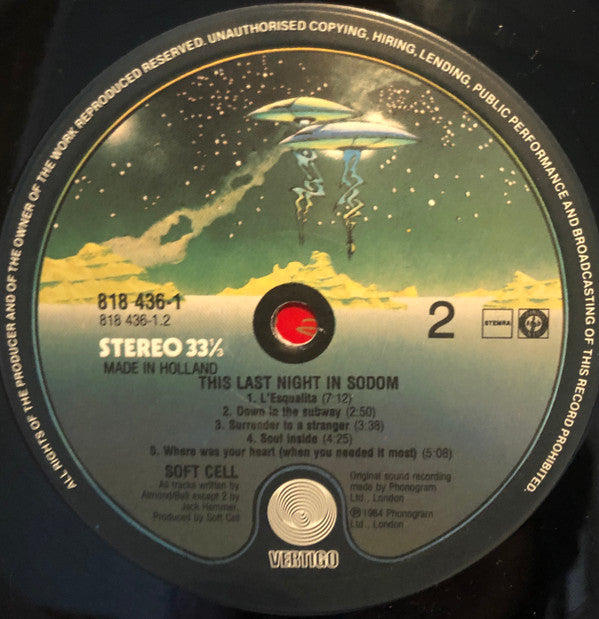 ALL RIGHTS OF THE PRODUCER AND OF THE OWNER OF THE WORK REPRODUCED RESERVED. UNAUTHORISED COPYING, HIRING, LENDING, PUBLIC PERFORMANCE AND BROADCASTING OF THIS RECORD PROHIBITED.
818 436-1
818 436-1.2
2
STEMRA
STEREO 33⅓
MADE IN HOLLAND
THIS LAST NIGHT IN SODOM
1. L'Esqualita (7:12)
2. Down in the subway (2:50)
3. Surrender to a stranger (3:38)
4. Soul inside (4:25)
5. Where was your heart (when you needed it most) (5:08)
SOFT CELL
All tracks written by
Almond/Ball except 2 by
Jack Hammer.
Produced by Soft Cell
Original sound recording
made by Phonogram
Ltd., London
℗ 1984 Phonogram
Ltd., London
VERTIGO